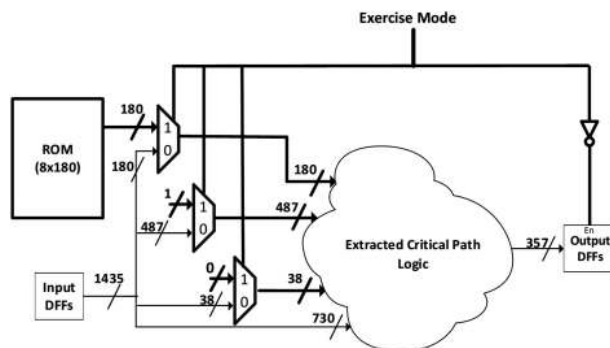 Exercise Mode
180
ROM
(8x180)
1
0
180
180
1
487
1
0
487
Extracted Critical Path
Logic
En
Output
DFFs
357
0
1
0
38
38
1435
Input
DFFs
730